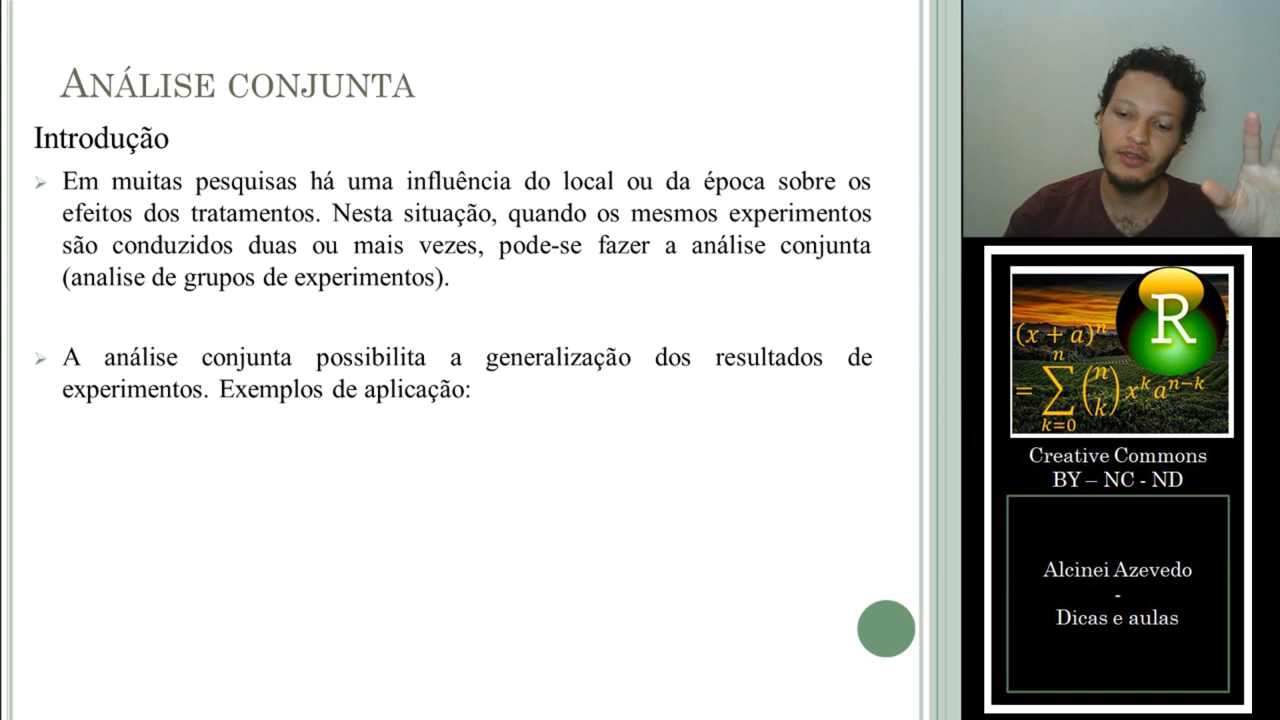 ANÁLISE CONJUNTA
Introdução
Em muitas pesquisas há uma influência do local ou da época sobre os
efeitos dos tratamentos. Nesta situação, quando os mesmos experimentos
são conduzidos duas ou mais vezes, pode-se fazer a análise conjunta
(analise de grupos de experimentos).
A análise conjunta possibilita a generalização dos resultados de
experimentos. Exemplos de aplicação:
R
(x + a)^n
= ∑_{k=0}^{n} (n k) x^k a^{n-k}
Creative Commons
BY – NC - ND
Alcinei Azevedo
-
Dicas e aulas